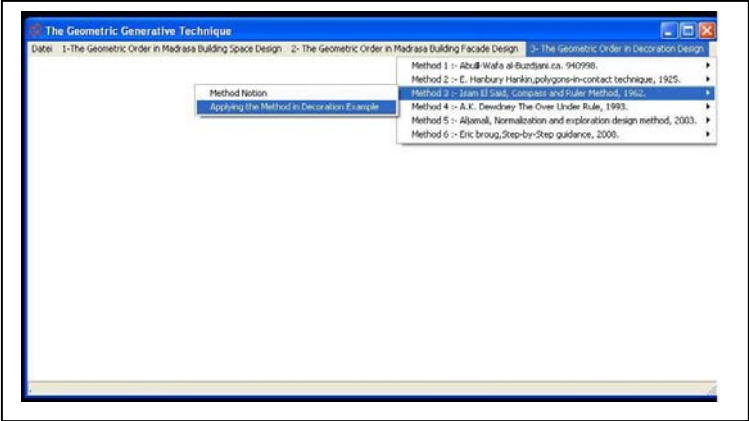 The Geometric Generative Technique
Datei 1-The Geometric Order in Madrasa Building Space Design 2- The Geometric Order in Madrasa Building Facade Design 3- The Geometric Order in Decoration Design
Method 1 :- Abull-Wafa al-Buzdjani.ca. 940998.
Method 2 :- E. Hanbury Hankin,polygons-in-contact technique, 1925.
Method 3 :- Isam El Said, Compass and Ruler Method, 1962.
Method 4 :- A.K. Dewdney The Over Under Rule, 1993.
Method 5 :- Aljamali, Normalization and exploration design method, 2003.
Method 6 :- Eric broug,Step-by-Step guidance, 2008.
Method Notion
Applying the Method in Decoration Example